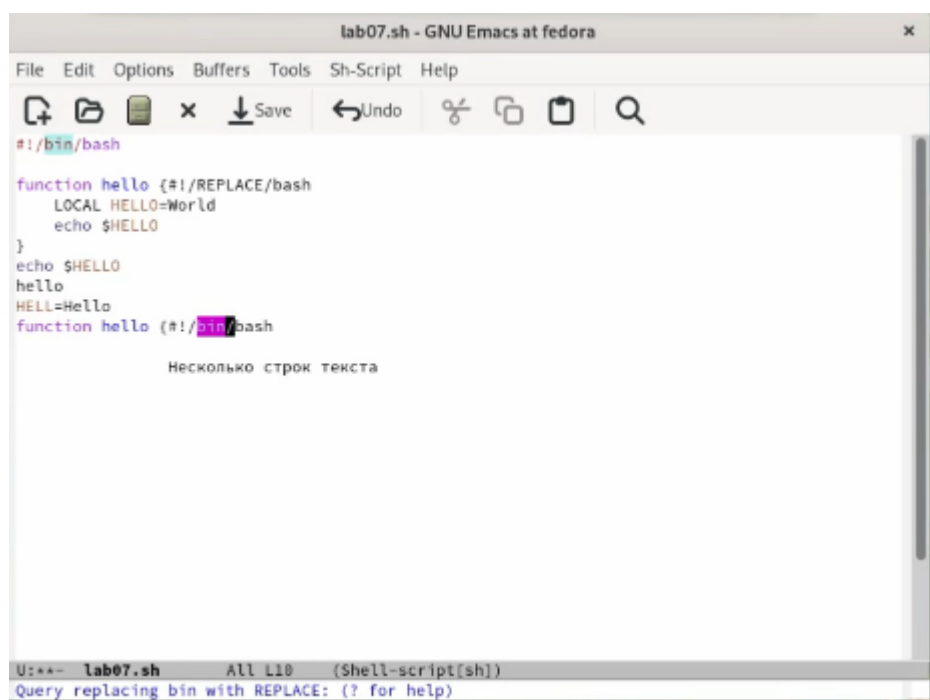 lab07.sh - GNU Emacs at fedora
File Edit Options Buffers Tools Sh-Script Help
Save Undo
#!/bin/bash
function hello {#!/REPLACE/bash
LOCAL HELLO=World
echo $HELLO
}
echo $HELLO
hello
HELL=Hello
function hello {#!/bin/bash
Несколько строк текста
U:**- lab07.sh All L10 (Shell-script[sh])
Query replacing bin with REPLACE: (? for help)